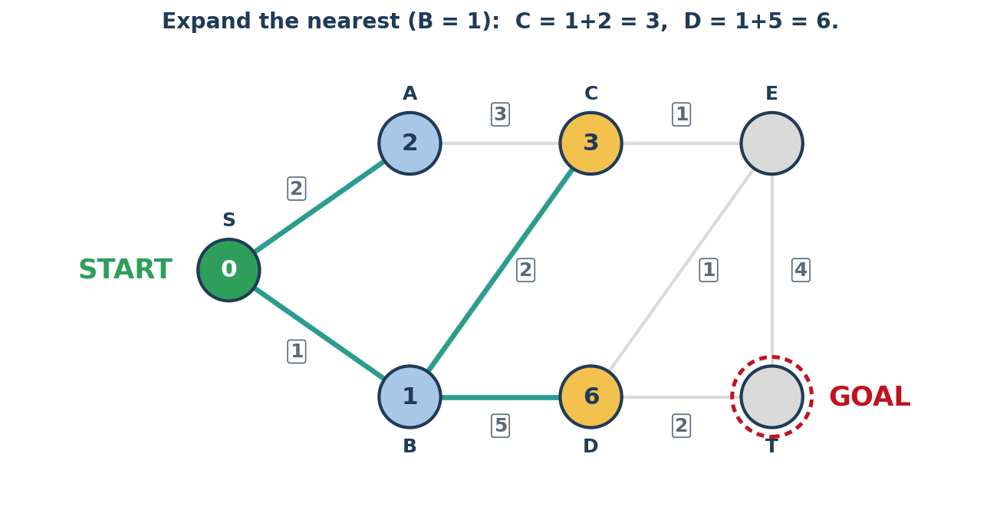 Expand the nearest (B = 1):  C = 1+2 = 3,  D = 1+5 = 6.
A
C
E
3
1
2
3
2
S
START
0
2
1
4
1
1
6
GOAL
5
2
B
D
T